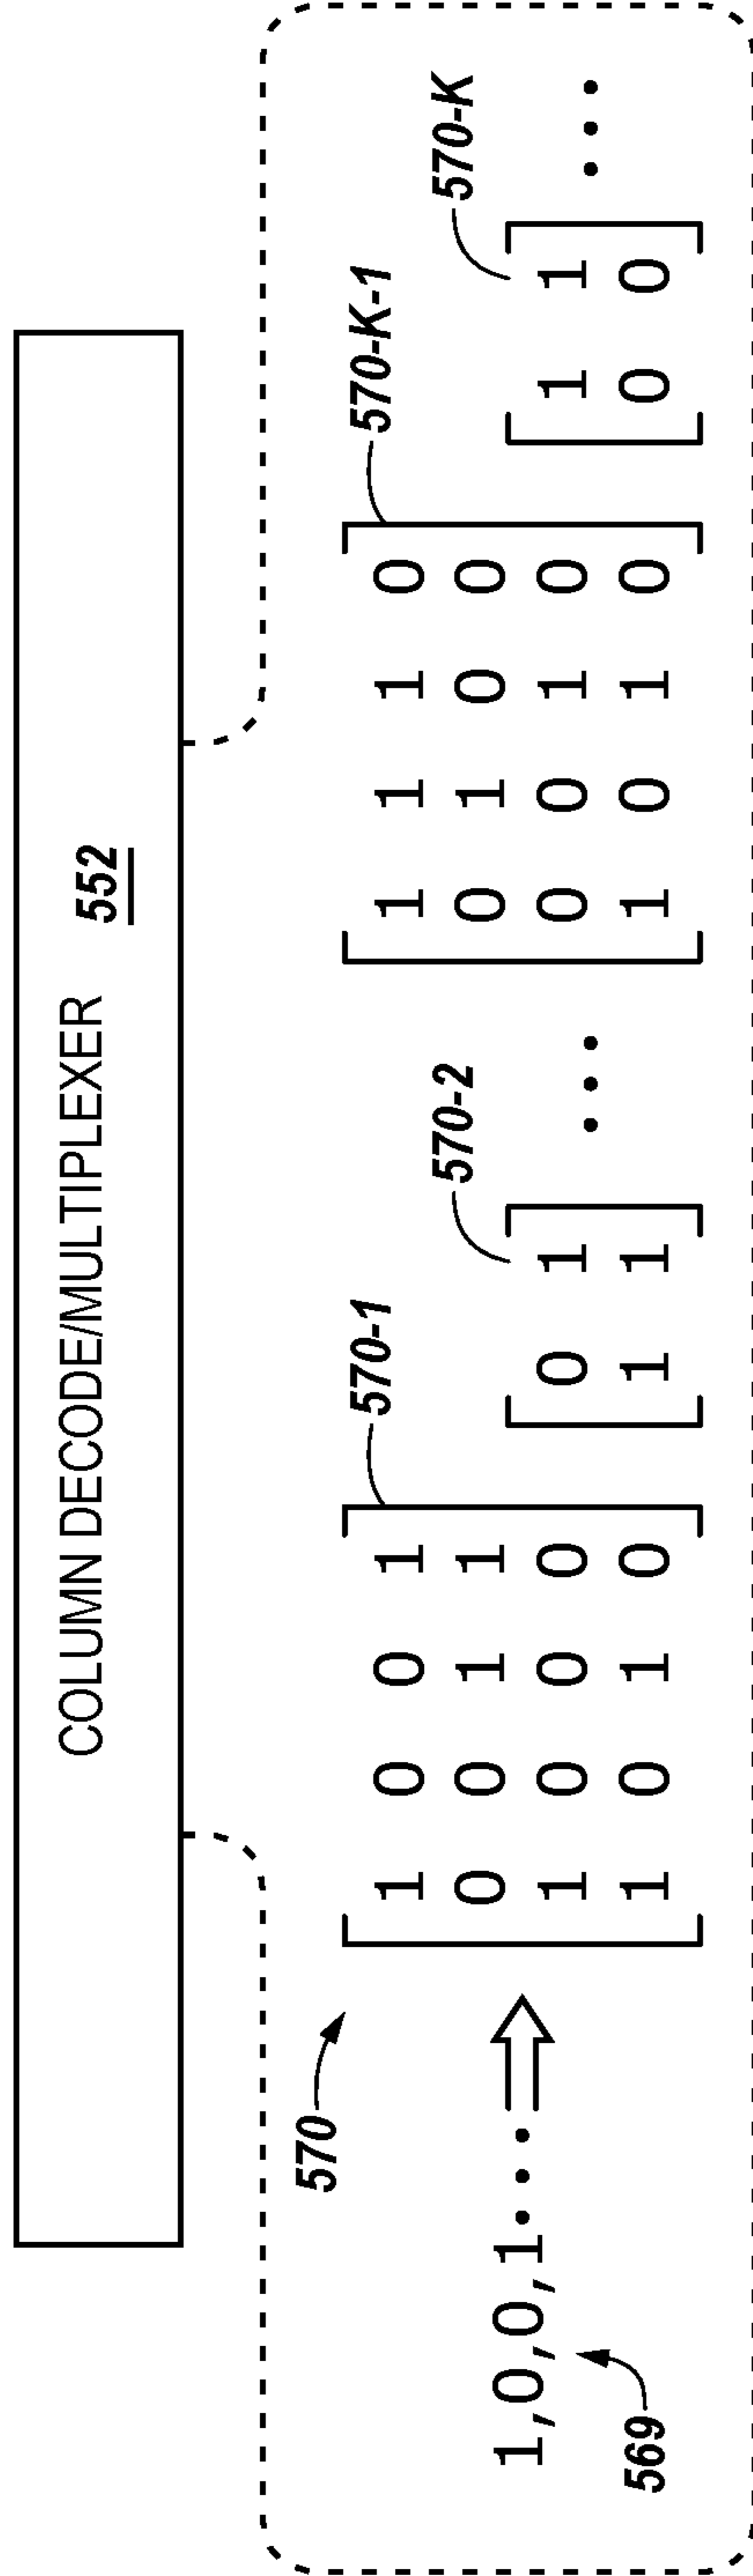 COLUMN DECODE/MULTIPLEXER 552
570 570-1 570-K-1
1 0 0 1 1 1 1 0
570-2 570-K
0 0 1 1 0 1 0 0
1,0,0,1... 1 0 0 0 0 1 ... 0 0 1 0 1 1 ...
1 0 1 0 1 1 1 0 1 0 0 0
569